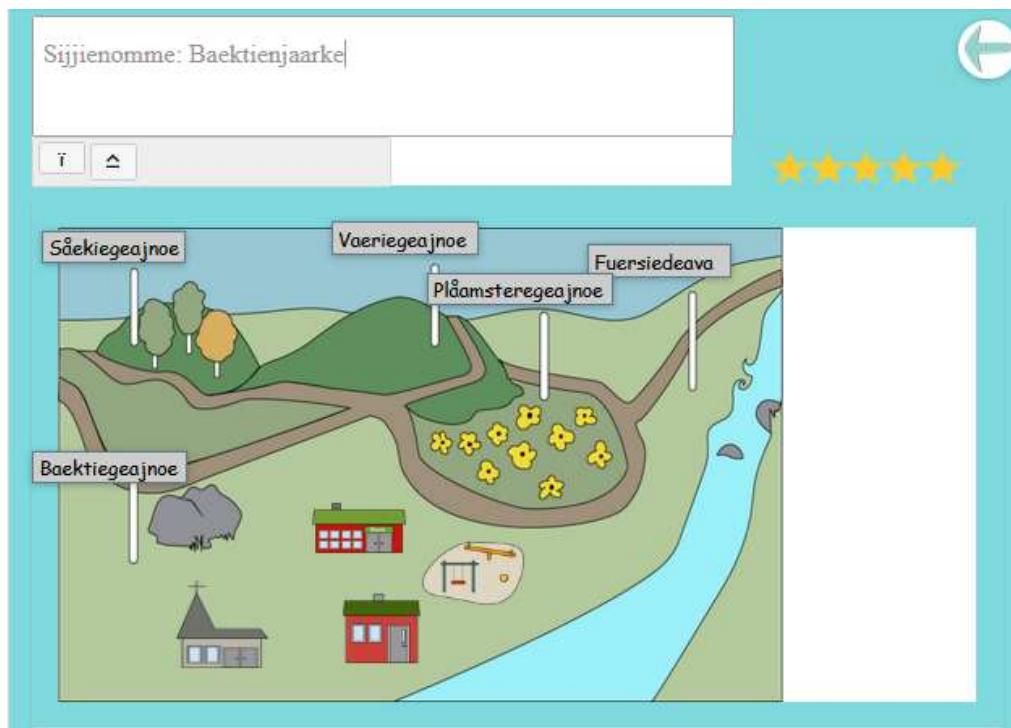 Sijjienomme: Baektienjaarke
ï
Såekiegeajnoe
Vaeriegeajnoe
Fuersiedeava
Plåamsteregeajnoe
Baektiegeajnoe